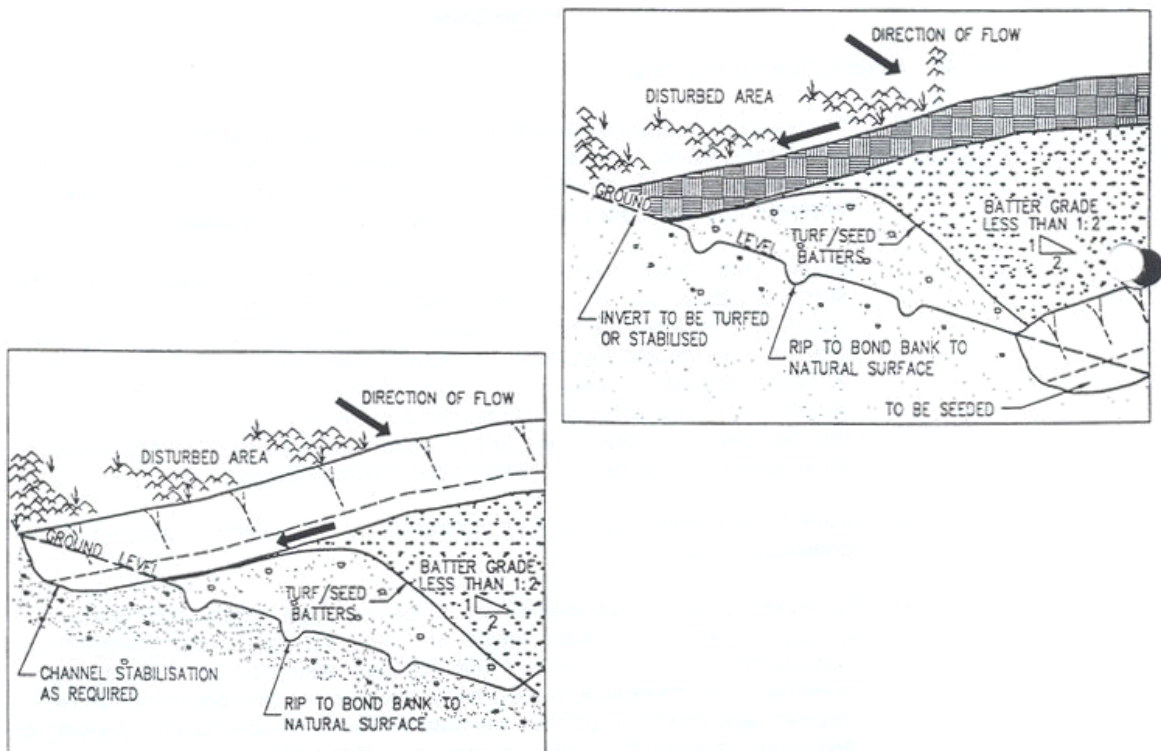 DIRECTION OF FLOW
DISTURBED AREA
GROUND
LEVEL
TURF/SEED
BATTERS
BATTER GRADE
LESS THAN 1:2
1
2
INVERT TO BE TURFED
OR STABILISED
RIP TO BOND BANK TO
NATURAL SURFACE
TO BE SEEDED
DIRECTION OF FLOW
DISTURBED AREA
GROUND LEVEL
BATTER GRADE
LESS THAN 1:2
1
2
TURF/SEED
BATTERS
CHANNEL STABILISATION
AS REQUIRED
RIP TO BOND BANK TO
NATURAL SURFACE